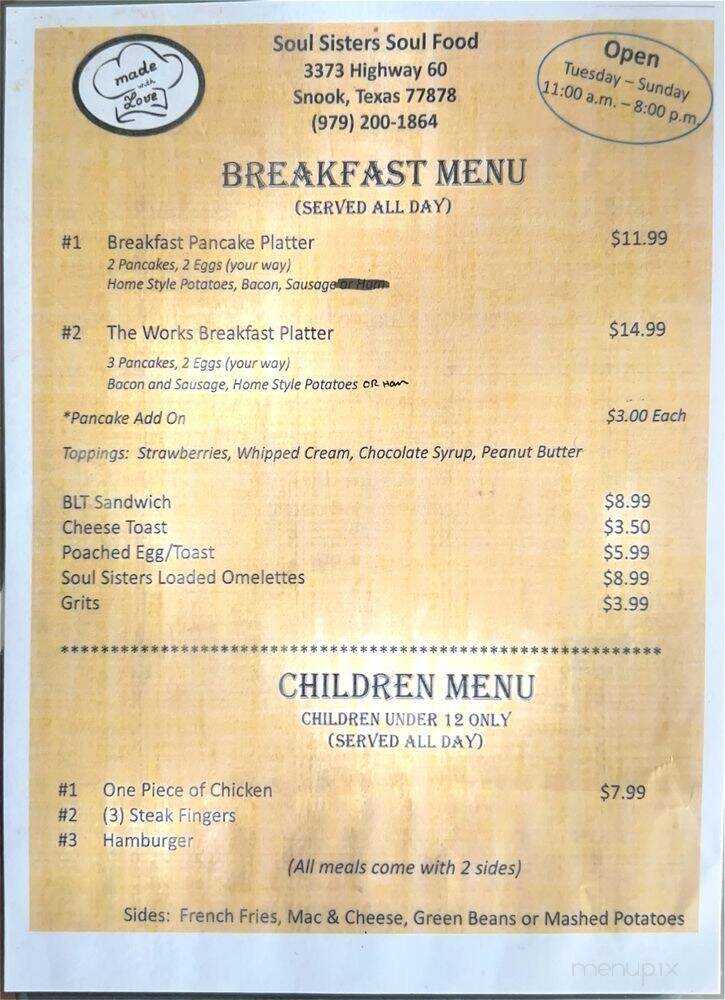 made
with
Love
Soul Sisters Soul Food
3373 Highway 60
Snook, Texas 77878
(979) 200-1864
Open
Tuesday – Sunday
11:00 a.m. – 8:00 p.m.
BREAKFAST MENU
(SERVED ALL DAY)
#1 Breakfast Pancake Platter $11.99
2 Pancakes, 2 Eggs (your way)
Home Style Potatoes, Bacon, Sausage or Ham
#2 The Works Breakfast Platter $14.99
3 Pancakes, 2 Eggs (your way)
Bacon and Sausage, Home Style Potatoes OR Ham
*Pancake Add On $3.00 Each
Toppings: Strawberries, Whipped Cream, Chocolate Syrup, Peanut Butter
BLT Sandwich $8.99
Cheese Toast $3.50
Poached Egg/Toast $5.99
Soul Sisters Loaded Omelettes $8.99
Grits $3.99
************************************************************
CHILDREN MENU
CHILDREN UNDER 12 ONLY
(SERVED ALL DAY)
#1 One Piece of Chicken $7.99
#2 (3) Steak Fingers
#3 Hamburger
(All meals come with 2 sides)
Sides: French Fries, Mac & Cheese, Green Beans or Mashed Potatoes
menupix